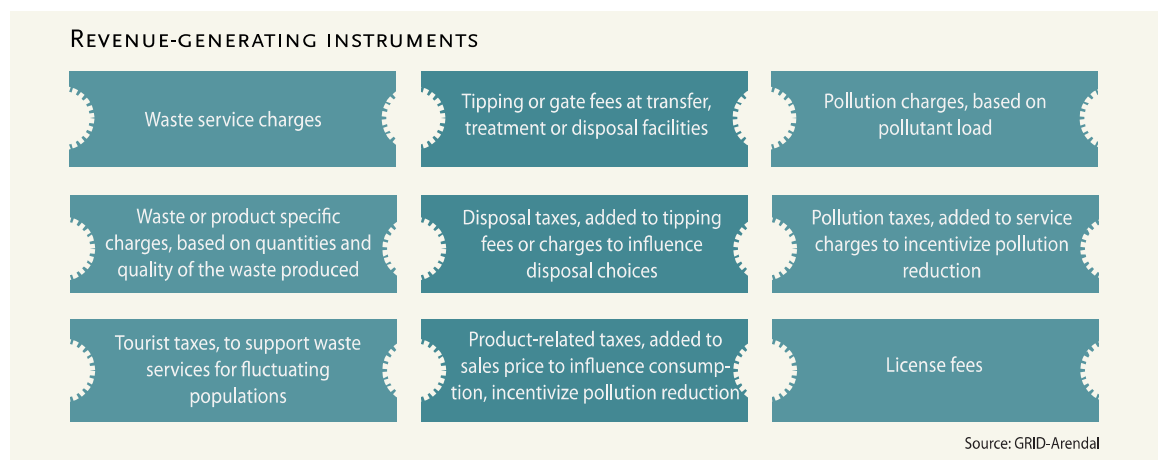 REVENUE-GENERATING INSTRUMENTS
Waste service charges
Tipping or gate fees at transfer,
treatment or disposal facilities
Pollution charges, based on
pollutant load
Waste or product specific
charges, based on quantities and
quality of the waste produced
Disposal taxes, added to tipping
fees or charges to influence
disposal choices
Pollution taxes, added to service
charges to incentivize pollution
reduction
Tourist taxes, to support waste
services for fluctuating
populations
Product-related taxes, added to
sales price to influence consump-
tion, incentivize pollution reduction
License fees
Source: GRID-Arendal